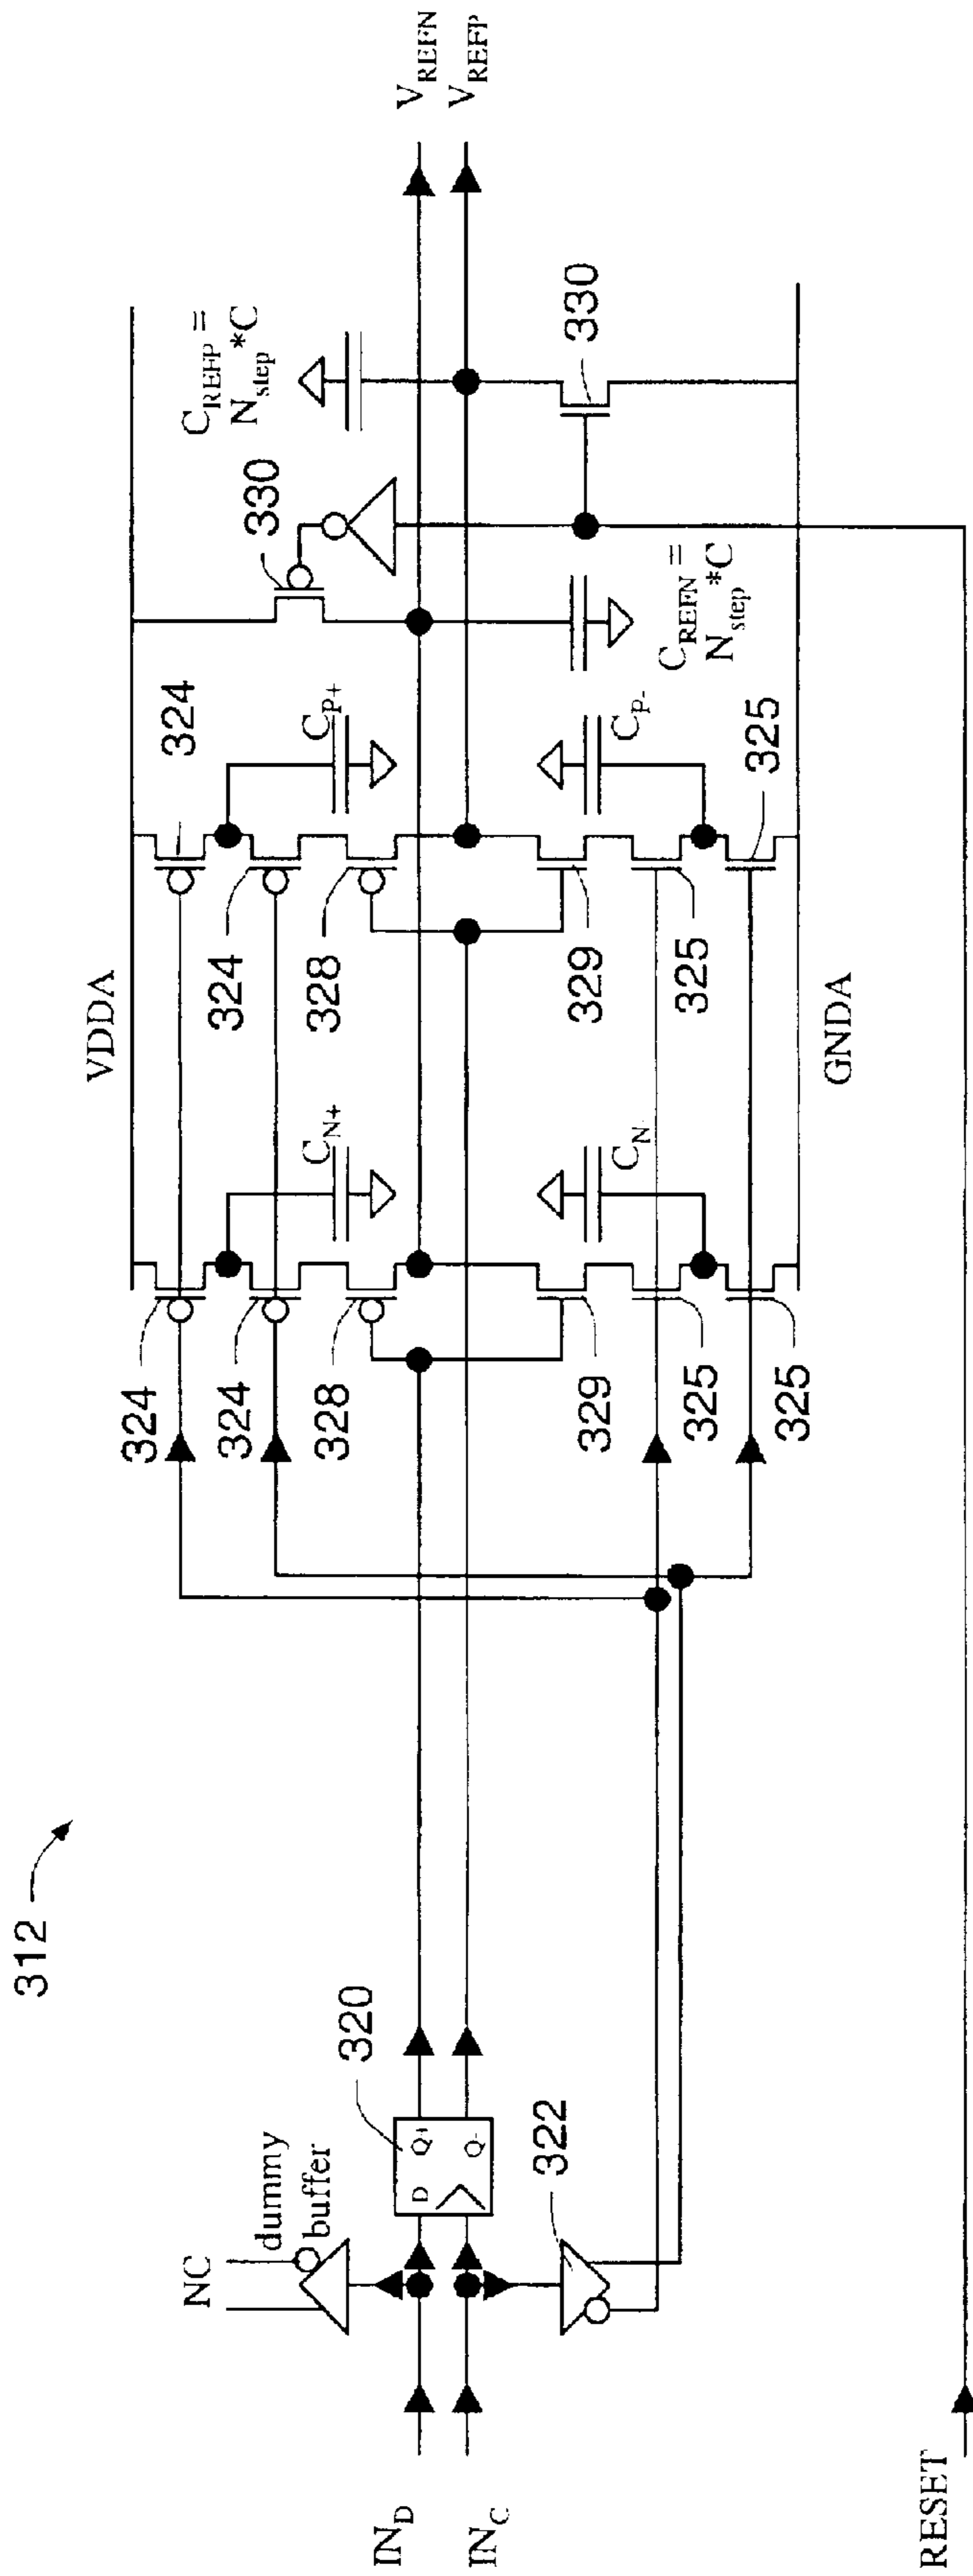 312
VDDA
324
324
324
324
328
328
C_N+
C_P+
330
C_REFP =
N_step*C
V_REFN
V_REFP
NC
dummy
buffer
320
D Q+
Q-
IN_D
IN_C
322
329
325
325
C_N-
329
325
325
C_P-
C_REFN =
N_step*C
330
GNDA
RESET